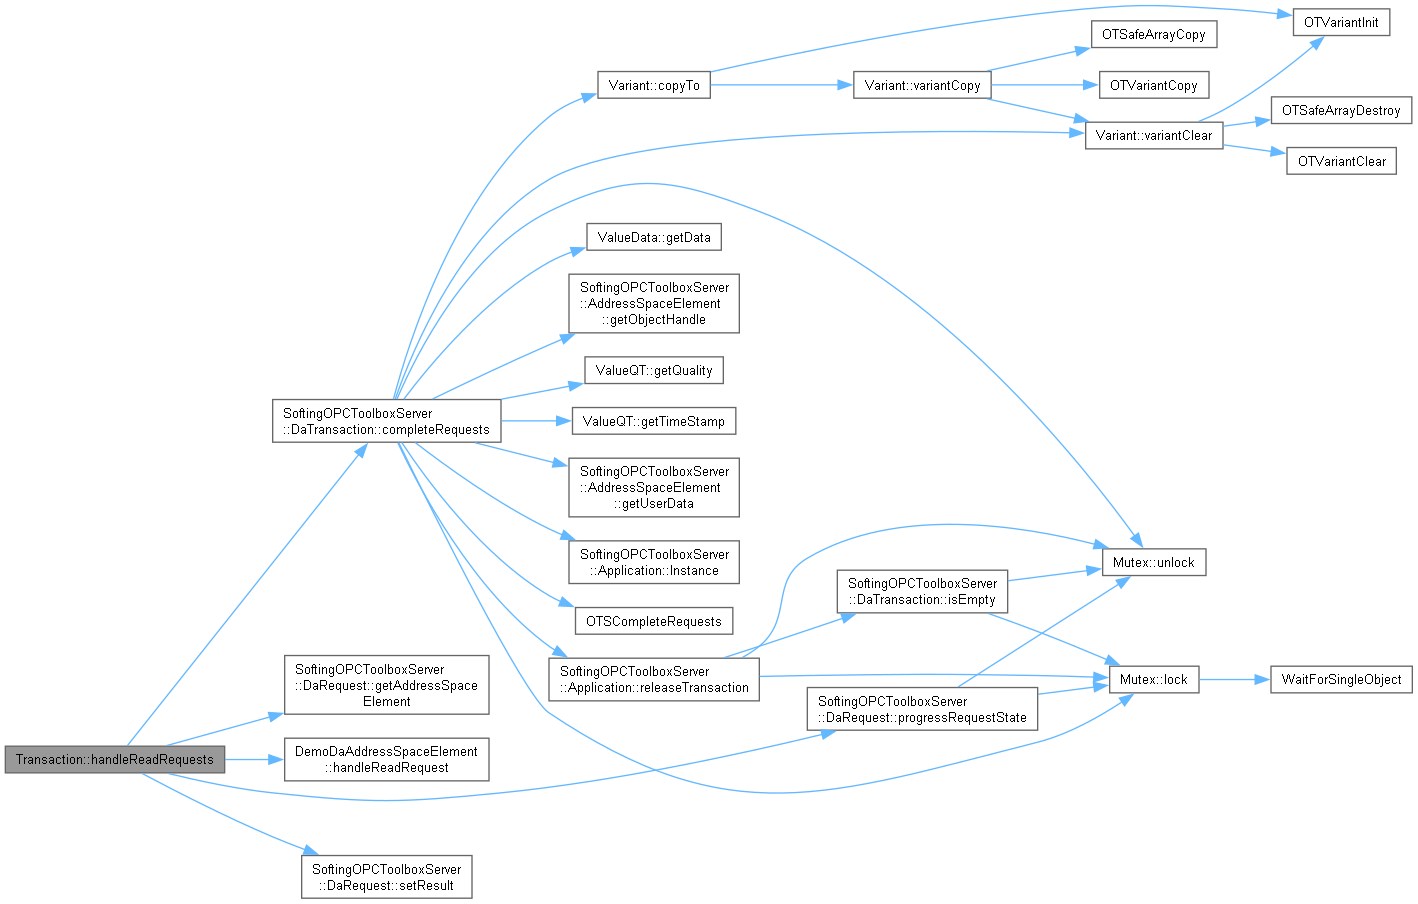 OTVariantInit
OTSafeArrayCopy
Variant::copyTo
Variant::variantCopy
OTVariantCopy
OTSafeArrayDestroy
Variant::variantClear
OTVariantClear
ValueData::getData
SoftingOPCToolboxServer
::AddressSpaceElement
::getObjectHandle
ValueQT::getQuality
SoftingOPCToolboxServer
::DaTransaction::completeRequests
ValueQT::getTimeStamp
SoftingOPCToolboxServer
::AddressSpaceElement
::getUserData
SoftingOPCToolboxServer
::Application::Instance
Mutex::unlock
SoftingOPCToolboxServer
::DaTransaction::isEmpty
OTSCompleteRequests
SoftingOPCToolboxServer
::Application::releaseTransaction
Mutex::lock
WaitForSingleObject
SoftingOPCToolboxServer
::DaRequest::getAddressSpace
Element
SoftingOPCToolboxServer
::DaRequest::progressRequestState
Transaction::handleReadRequests
DemoDaAddressSpaceElement
::handleReadRequest
SoftingOPCToolboxServer
::DaRequest::setResult